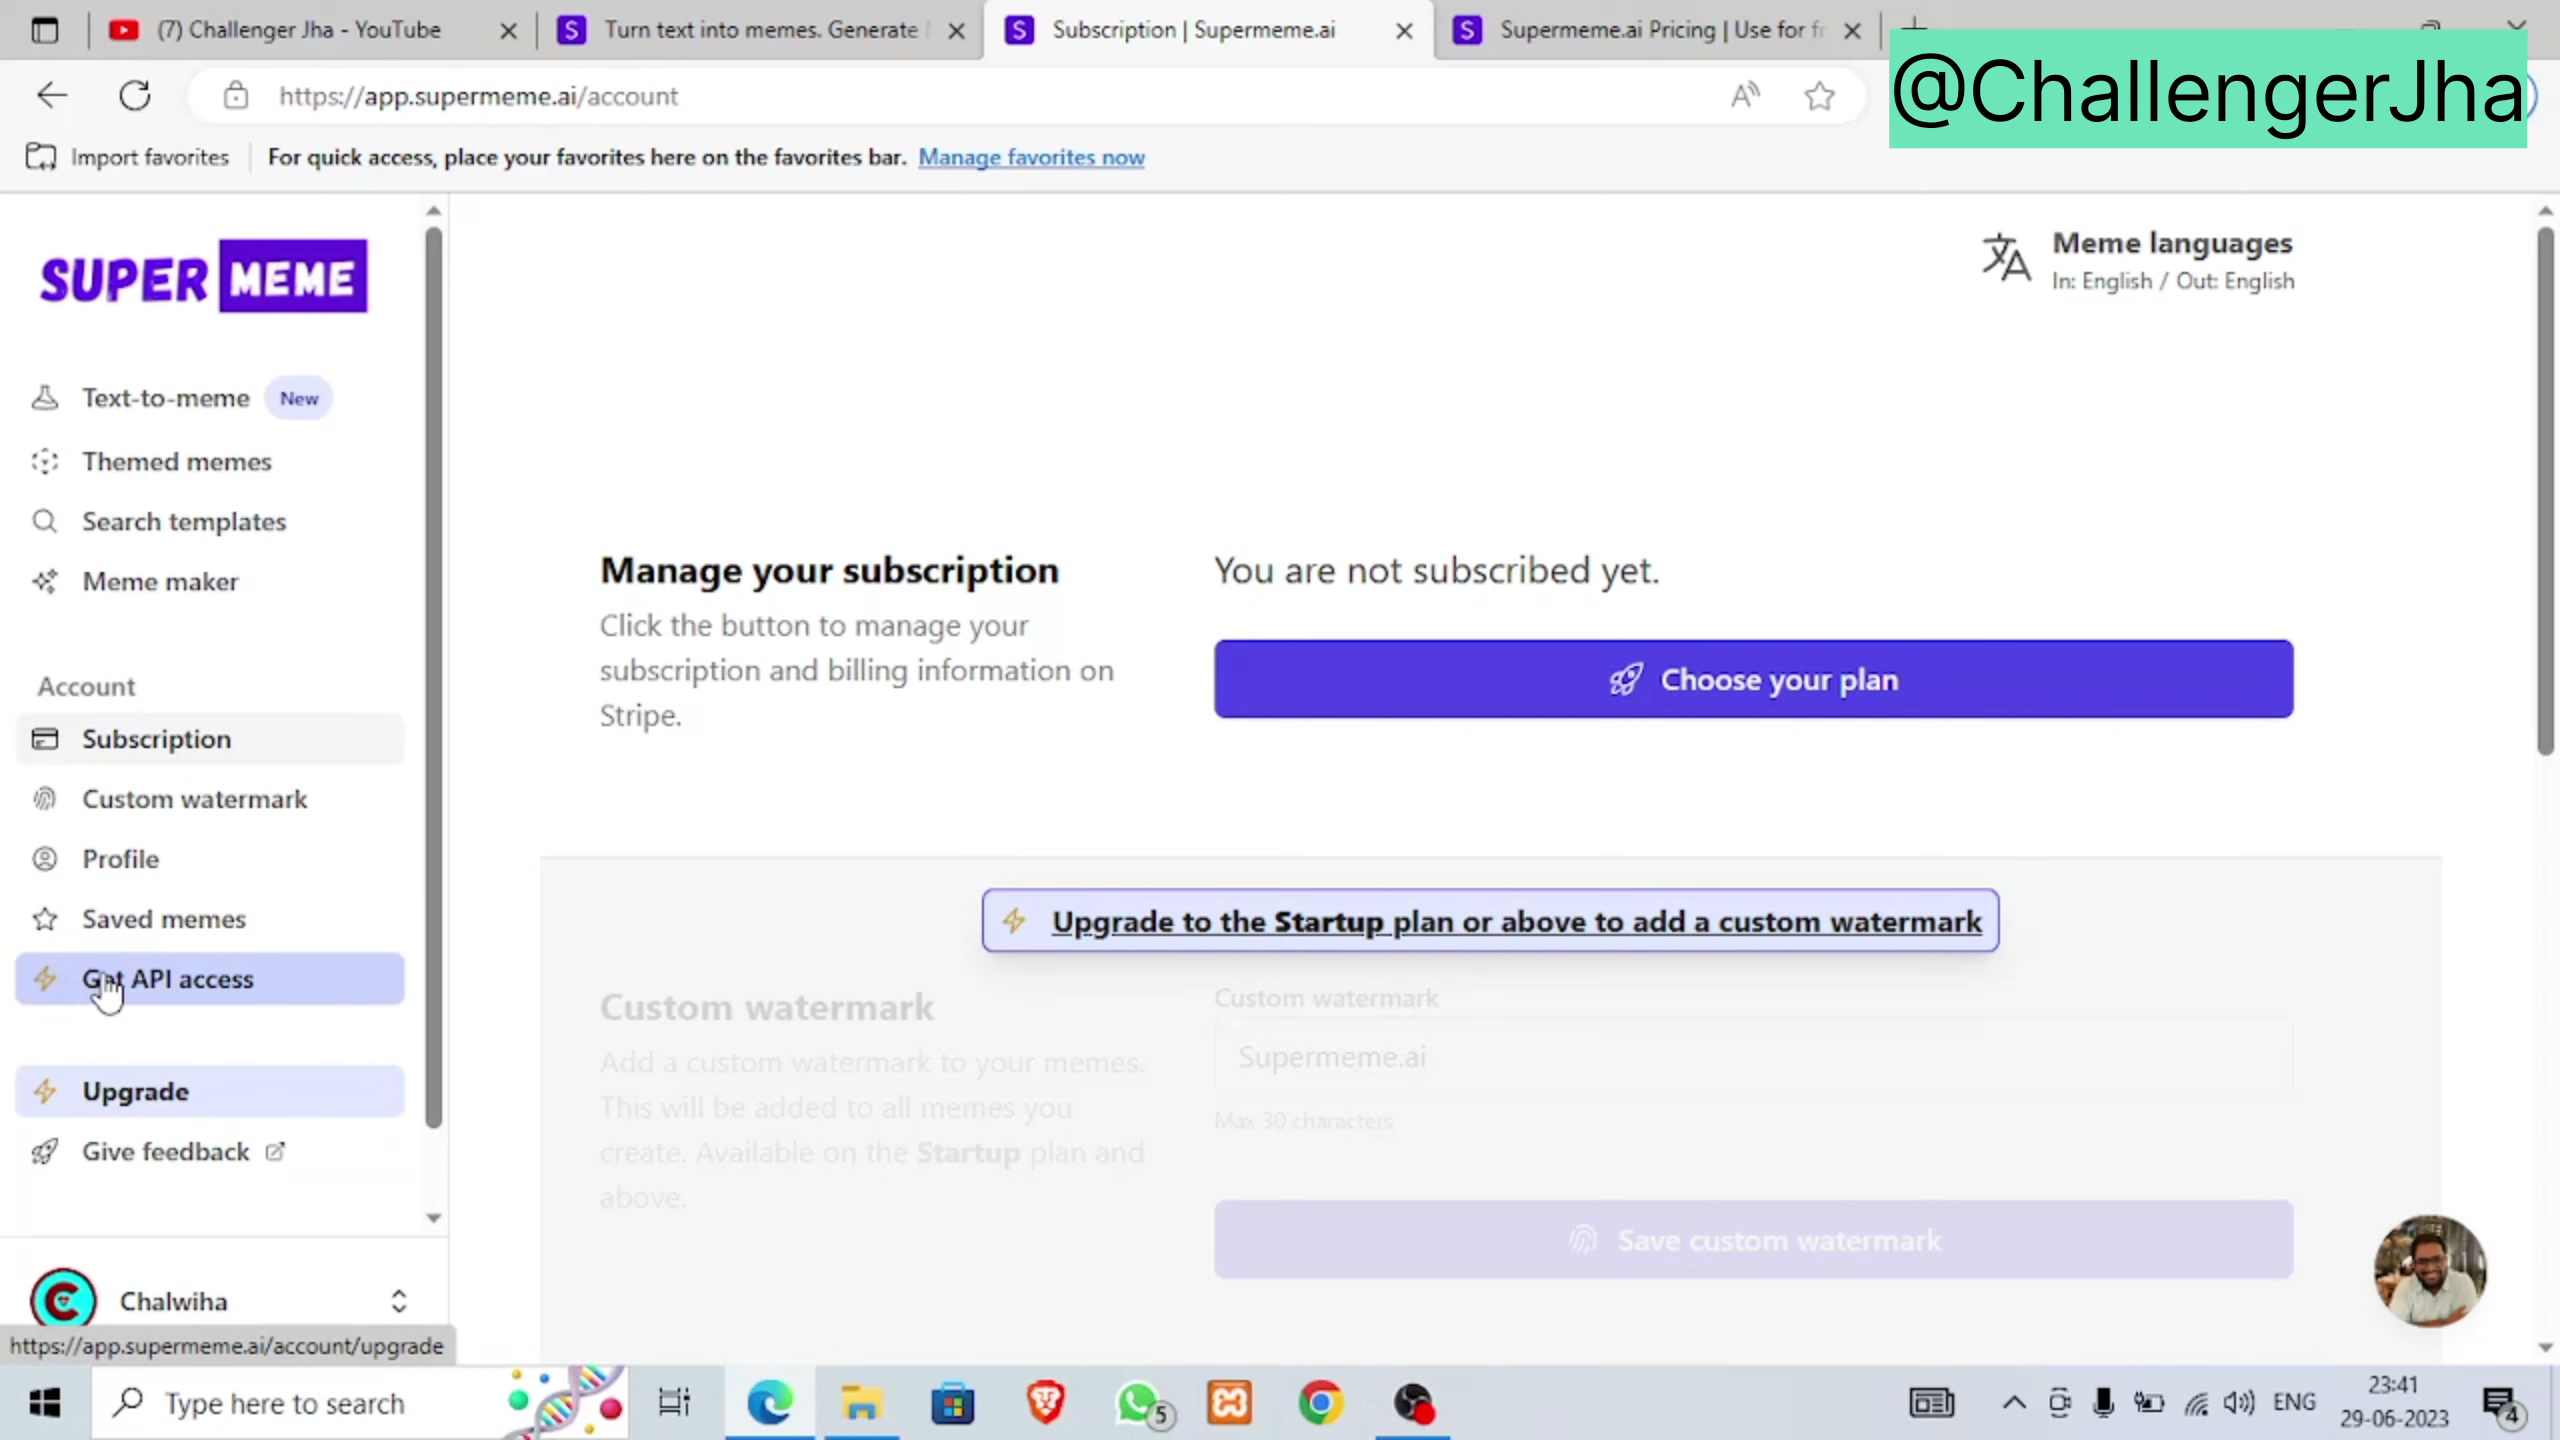 (7) Challenger Jha - YouTube
Turn text into memes. Generate
Subscription | Supermeme.ai
Supermeme.ai Pricing | Use for fr
@ChallengerJha
https://app.supermeme.ai/account
Import favorites
For quick access, place your favorites here on the favorites bar. Manage favorites now
SUPER MEME
Meme languages
In: English / Out: English
Text-to-meme New
Themed memes
Search templates
Meme maker
Account
Subscription
Custom watermark
Profile
Saved memes
Get API access
Upgrade
Give feedback
Chalwiha
https://app.supermeme.ai/account/upgrade
Manage your subscription
Click the button to manage your
subscription and billing information on
Stripe.
You are not subscribed yet.
Choose your plan
Upgrade to the Startup plan or above to add a custom watermark
Custom watermark
Add a custom watermark to your memes.
This will be added to all memes you
create. Available on the Startup plan and
above.
Custom watermark
Supermeme.ai
Max 30 characters
Save custom watermark
Type here to search
5
ENG
23:41
29-06-2023
4